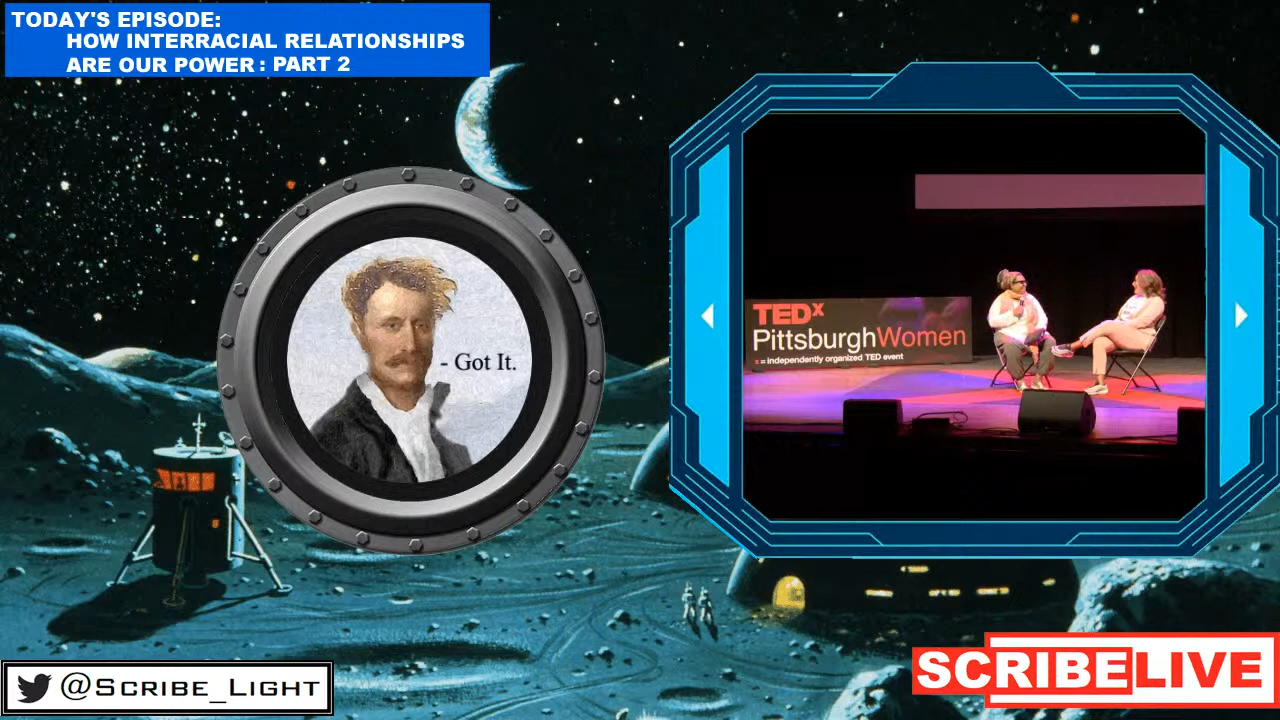 TODAY'S EPISODE:
HOW INTERRACIAL RELATIONSHIPS
ARE OUR POWER: PART 2
- Got It.
TEDx
PittsburghWomen
x = independently organized TED event
@SCRIBE_LIGHT
SCRIBELIVE